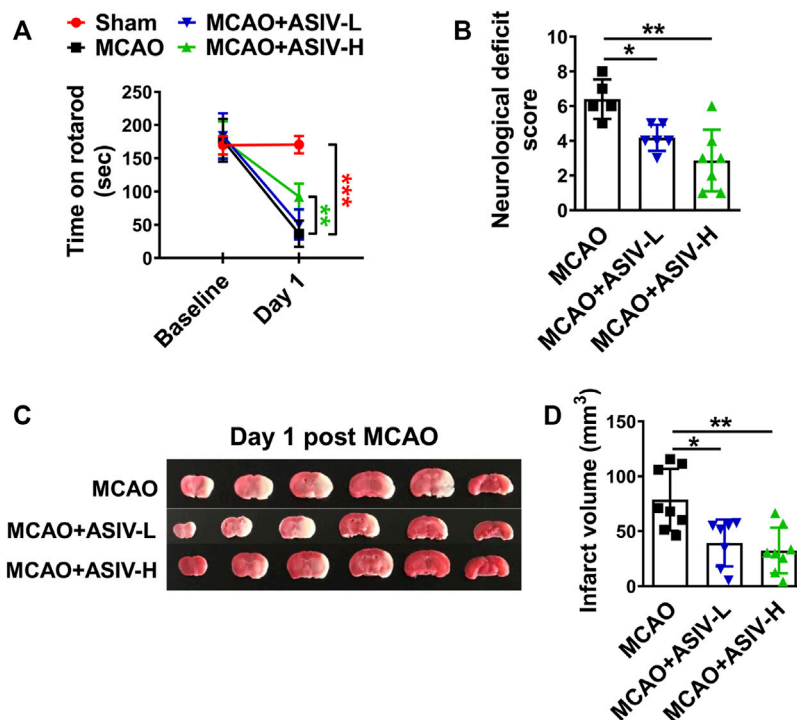 A
Sham
MCAO+ASIV-L
MCAO
MCAO+ASIV-H
Time on rotarod
(sec)
250
200
150
100
50
0
**
***
Baseline
Day 1
B
Neurological deficit
score
10
8
6
4
2
0
**
*
MCAO
MCAO+ASIV-L
MCAO+ASIV-H
C
Day 1 post MCAO
MCAO
MCAO+ASIV-L
MCAO+ASIV-H
D
Infarct volume (mm³)
150
100
50
0
**
*
MCAO
MCAO+ASIV-L
MCAO+ASIV-H